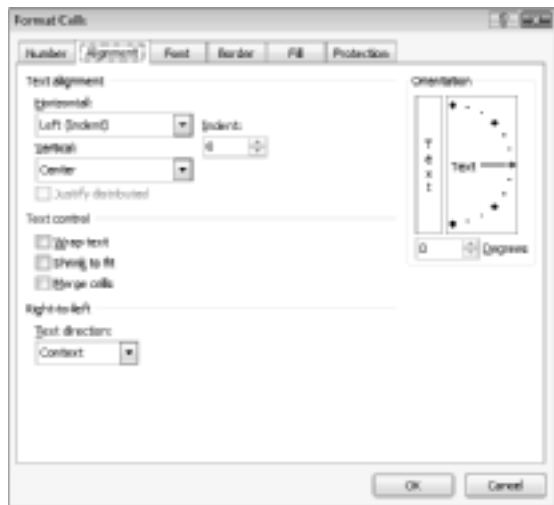 Format Cells
Number Alignment Font Border Fill Protection
Text alignment
Horizontal:
Left (Indent)
Indent:
Vertical:
Center
Justify distributed
Text control
Wrap text
Shrink to fit
Merge cells
Right-to-left
Text direction:
Context
Orientation
Text
Text
0 Degrees
OK Cancel